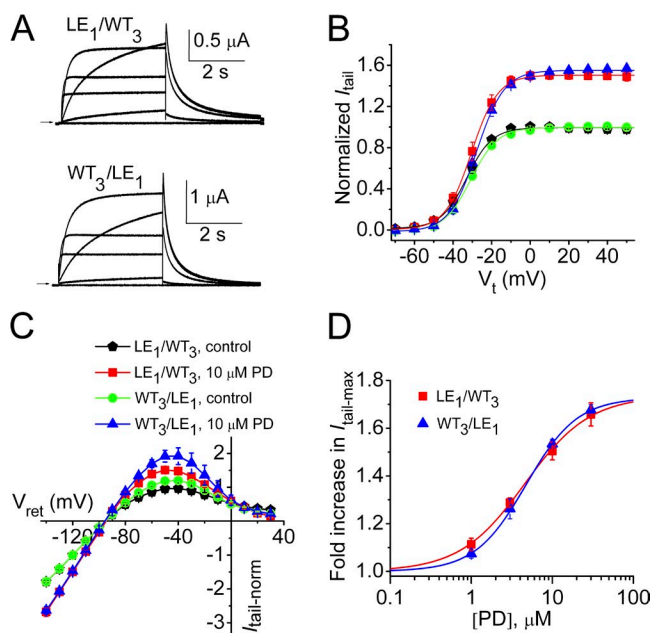 A
LE1/WT3
0.5 μA
2 s
WT3/LE1
1 μA
2 s
B
Normalized Itail
1.6
1.2
0.8
0.4
0.0
-60 -40 -20 0 20 40
Vt (mV)
C
LE1/WT3, control
LE1/WT3, 10 μM PD
WT3/LE1, control
WT3/LE1, 10 μM PD
Vret (mV)
-120 -80 -40 0
-1
-2
-3
Itail-norm
D
Fold increase in Itail-max
1.8
1.6
1.4
1.2
1.0
LE1/WT3
WT3/LE1
0.1 1 10 100
[PD], μM